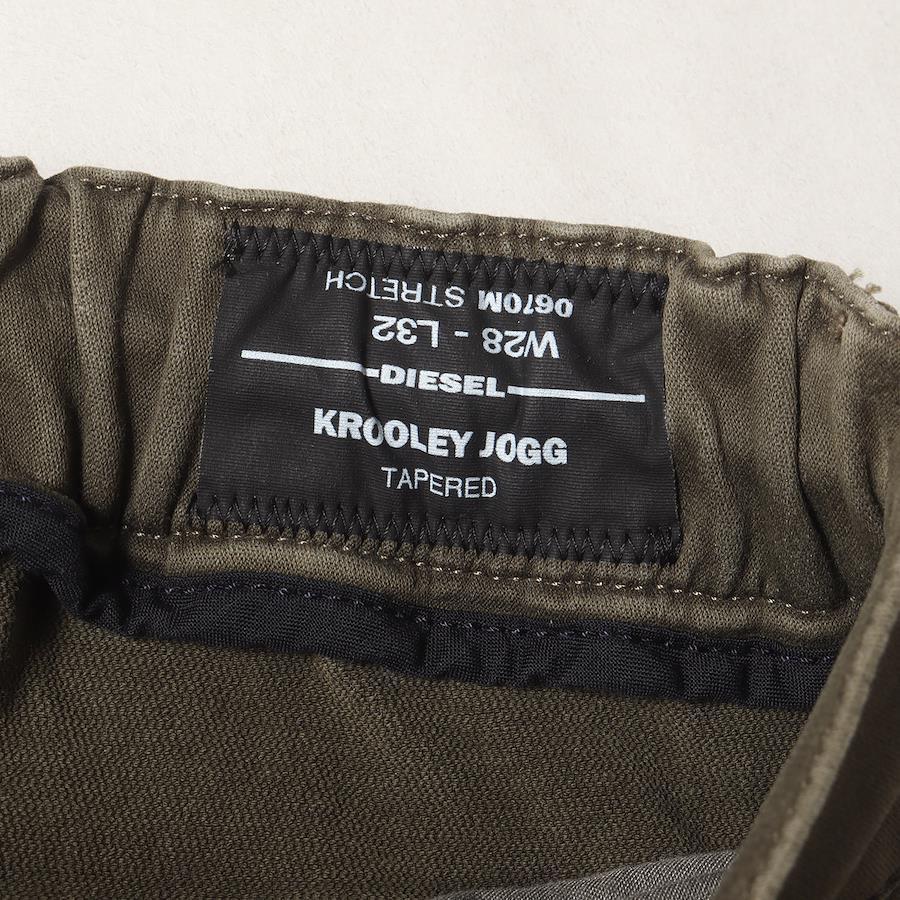 0670M STRETCH
W28 - L32
DIESEL
KROOLEY JOGG
TAPERED